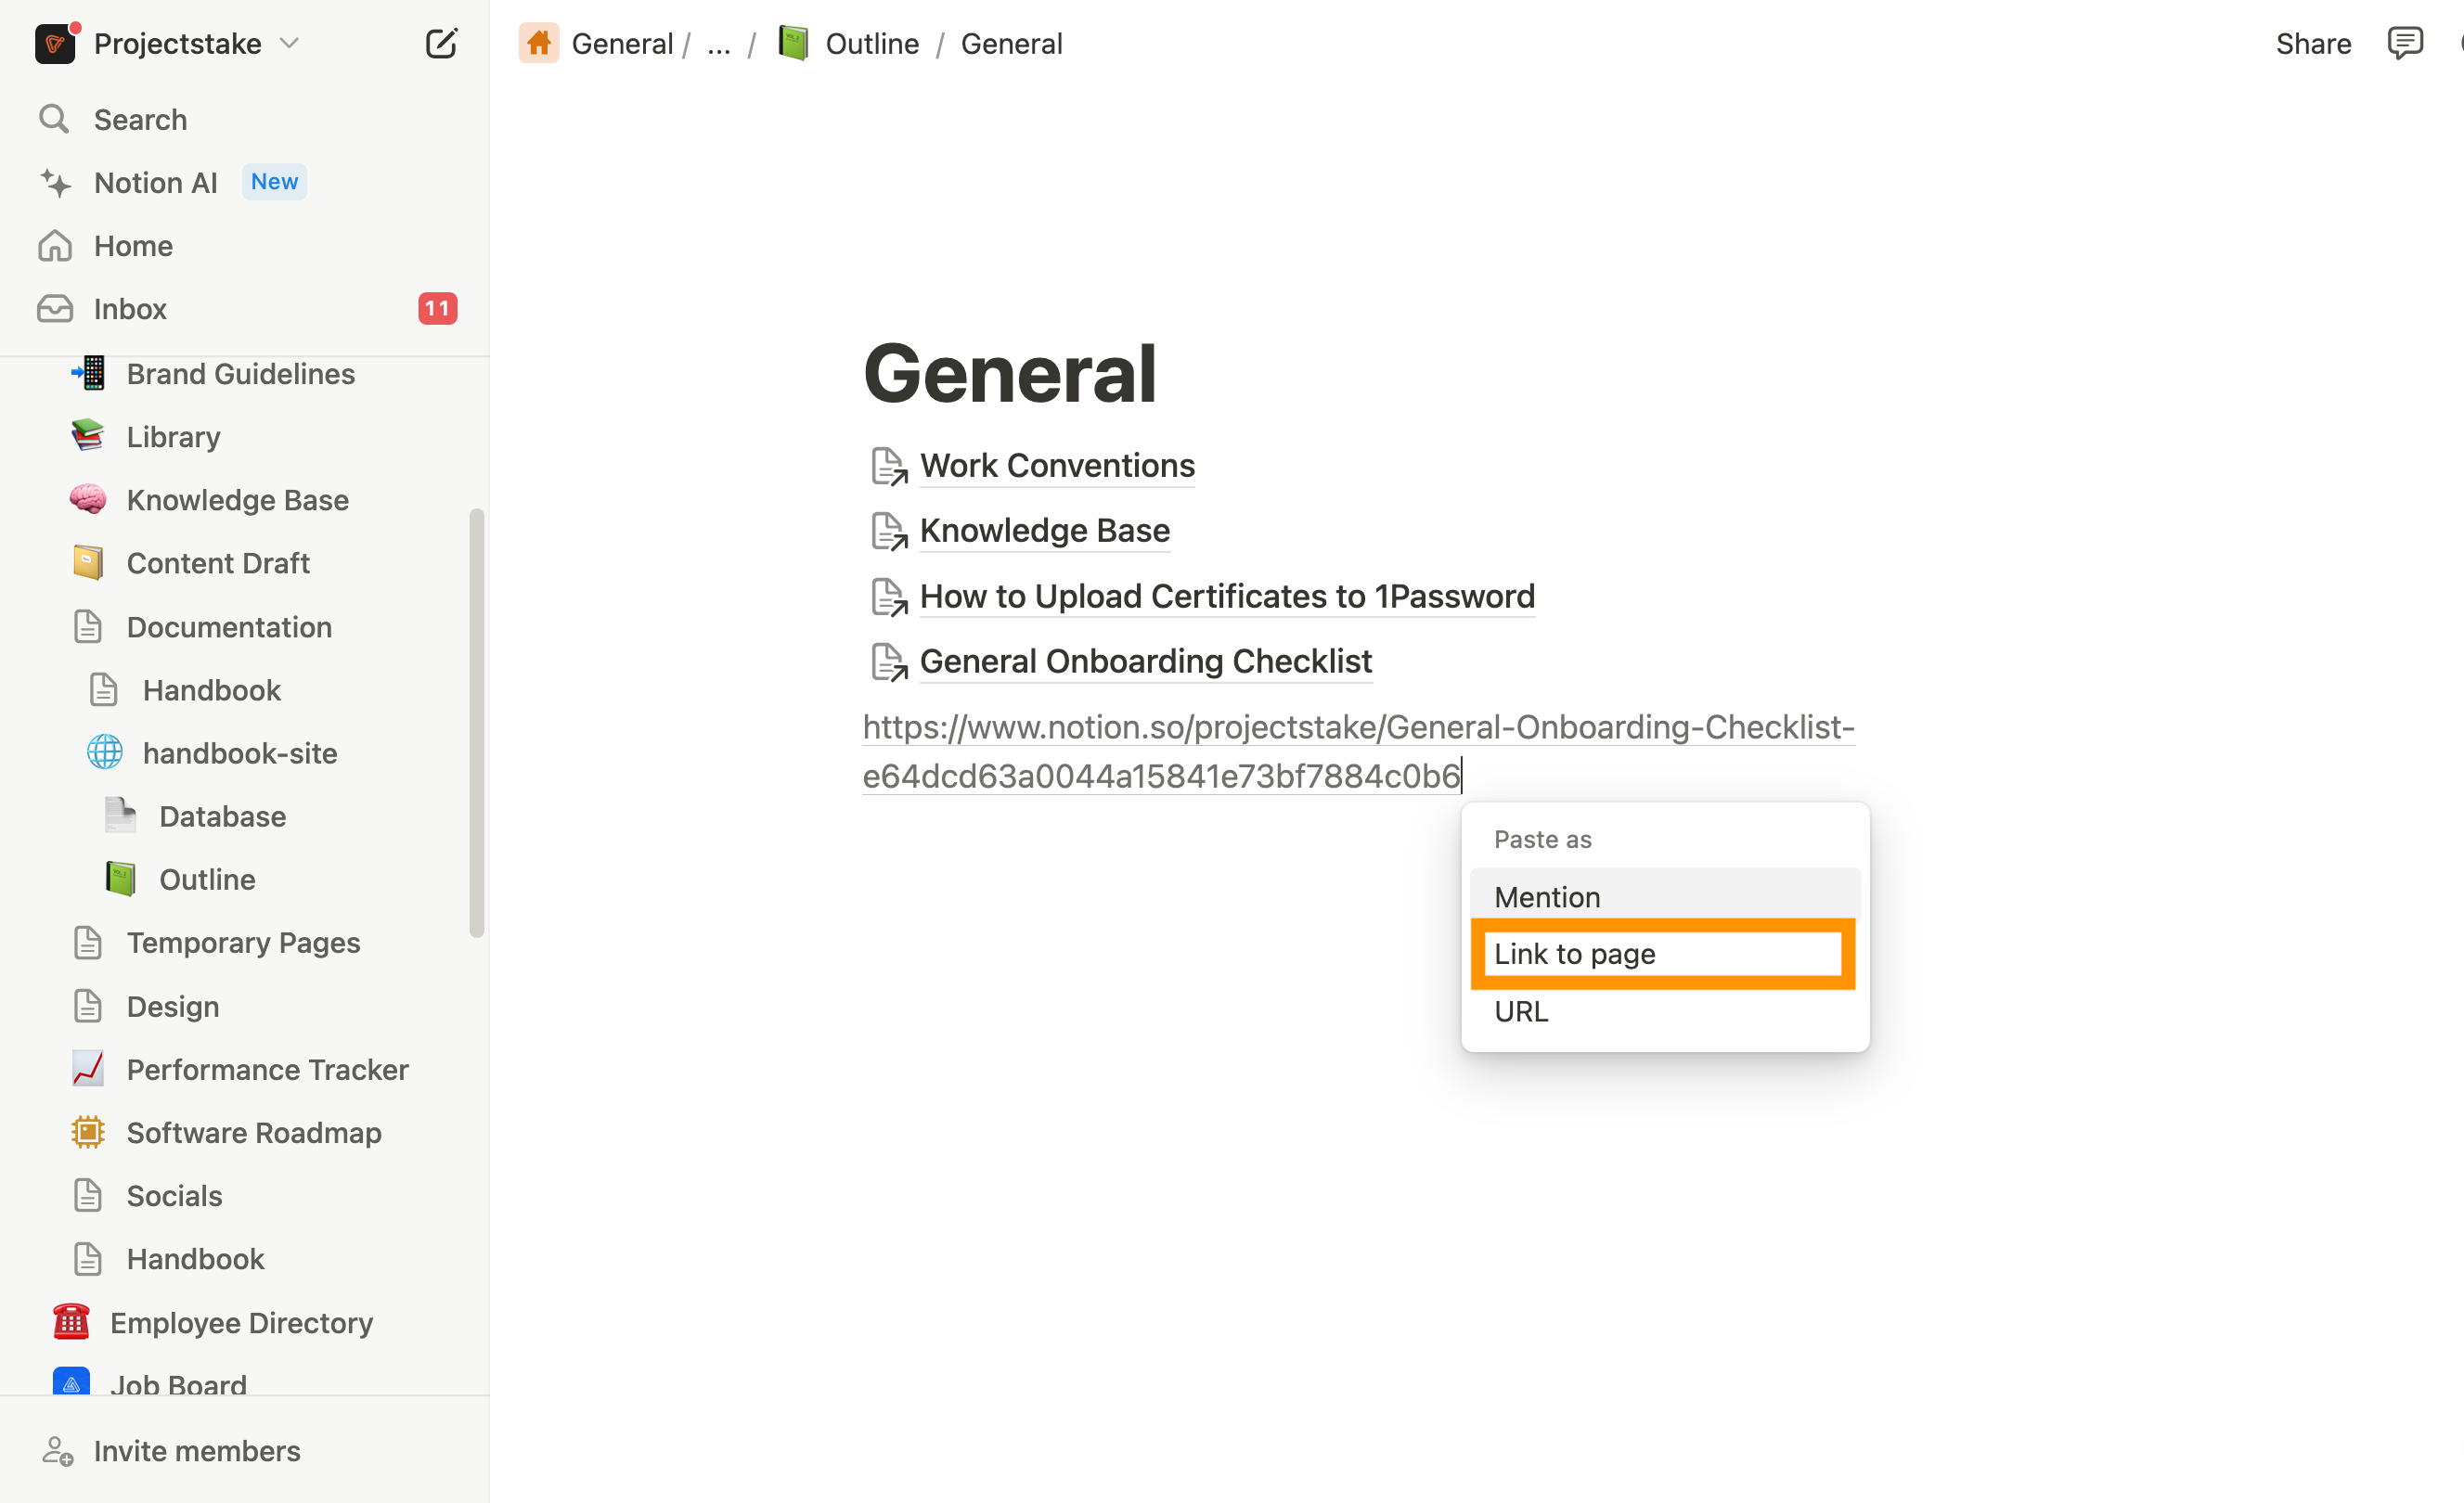 Projectstake
Search
Notion AI New
Home
Inbox 11
Brand Guidelines
Library
Knowledge Base
Content Draft
Documentation
Handbook
handbook-site
Database
Outline
Temporary Pages
Design
Performance Tracker
Software Roadmap
Socials
Handbook
Employee Directory
Job Board
Invite members
General / ... / Outline / General
Share
General
Work Conventions
Knowledge Base
How to Upload Certificates to 1Password
General Onboarding Checklist
https://www.notion.so/projectstake/General-Onboarding-Checklist-
e64dcd63a0044a15841e73bf7884c0b6
Paste as
Mention
Link to page
URL